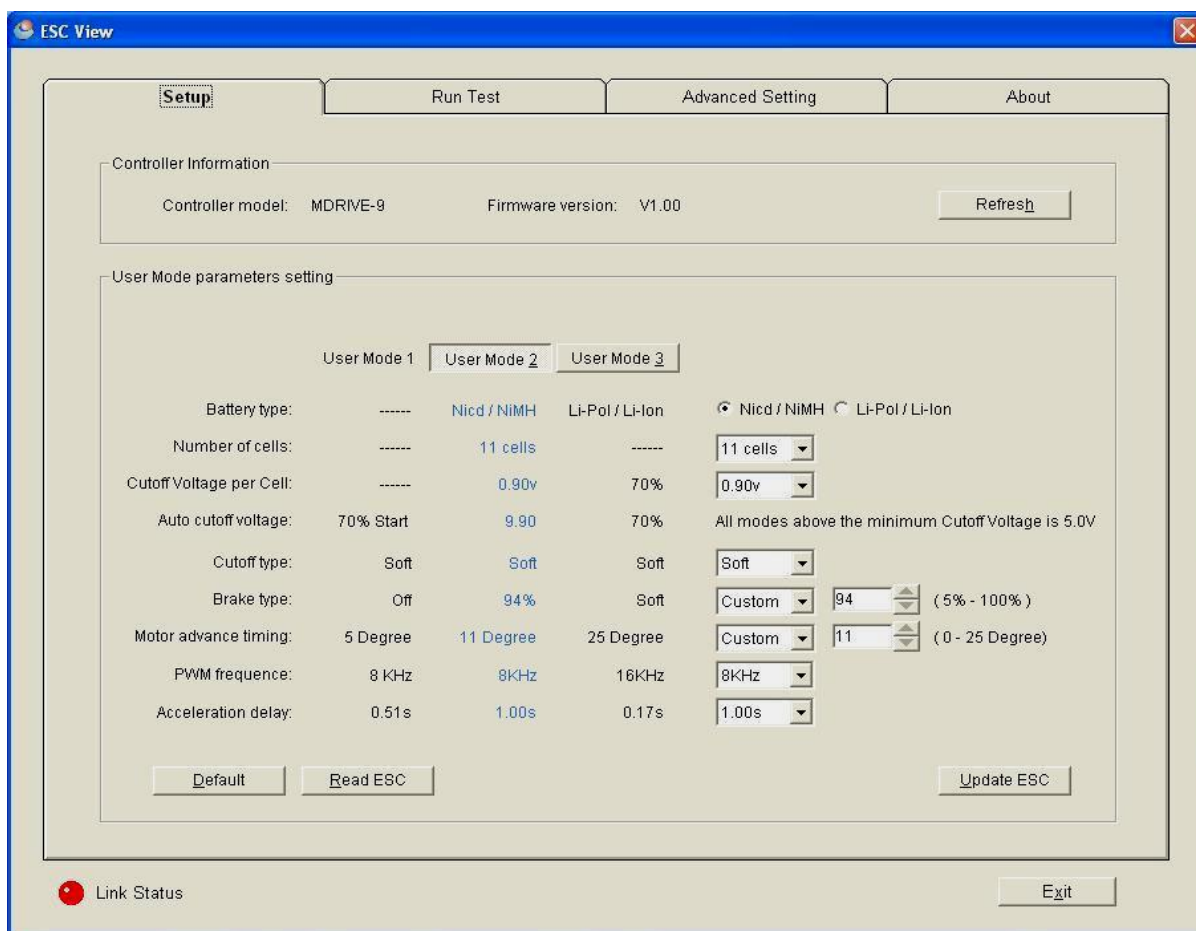 ESC View
Setup Run Test Advanced Setting About
Controller Information
Controller model: MDRIVE-9 Firmware version: V1.00 Refresh
User Mode parameters setting
User Mode 1 User Mode 2 User Mode 3
Battery type: ------ Nicd / NiMH Li-Pol / Li-Ion Nicd / NiMH Li-Pol / Li-Ion
Number of cells: ------ 11 cells ------ 11 cells
Cutoff Voltage per Cell: ------ 0.90v 70% 0.90v
Auto cutoff voltage: 70% Start 9.90 70% All modes above the minimum Cutoff Voltage is 5.0V
Cutoff type: Soft Soft Soft Soft
Brake type: Off 94% Soft Custom 94 ( 5% - 100% )
Motor advance timing: 5 Degree 11 Degree 25 Degree Custom 11 ( 0 - 25 Degree)
PWM frequence: 8 KHz 8KHz 16KHz 8KHz
Acceleration delay: 0.51s 1.00s 0.17s 1.00s
Default Read ESC Update ESC
Link Status Exit